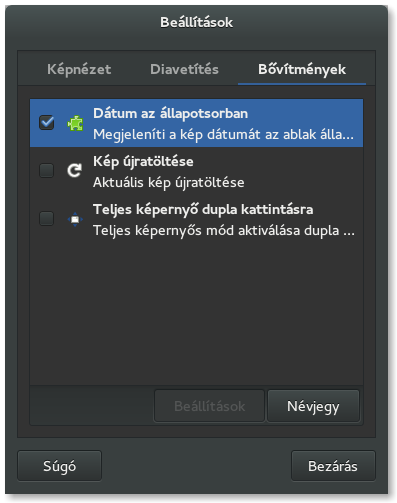 Beállítások
Képnézet Diavetítés Bővítmények
Dátum az állapotsorban
Megjeleníti a kép dátumát az ablak álla...
Kép újratöltése
Aktuális kép újratöltése
Teljes képernyő dupla kattintásra
Teljes képernyős mód aktiválása dupla ...
Beállítások Névjegy
Súgó Bezárás